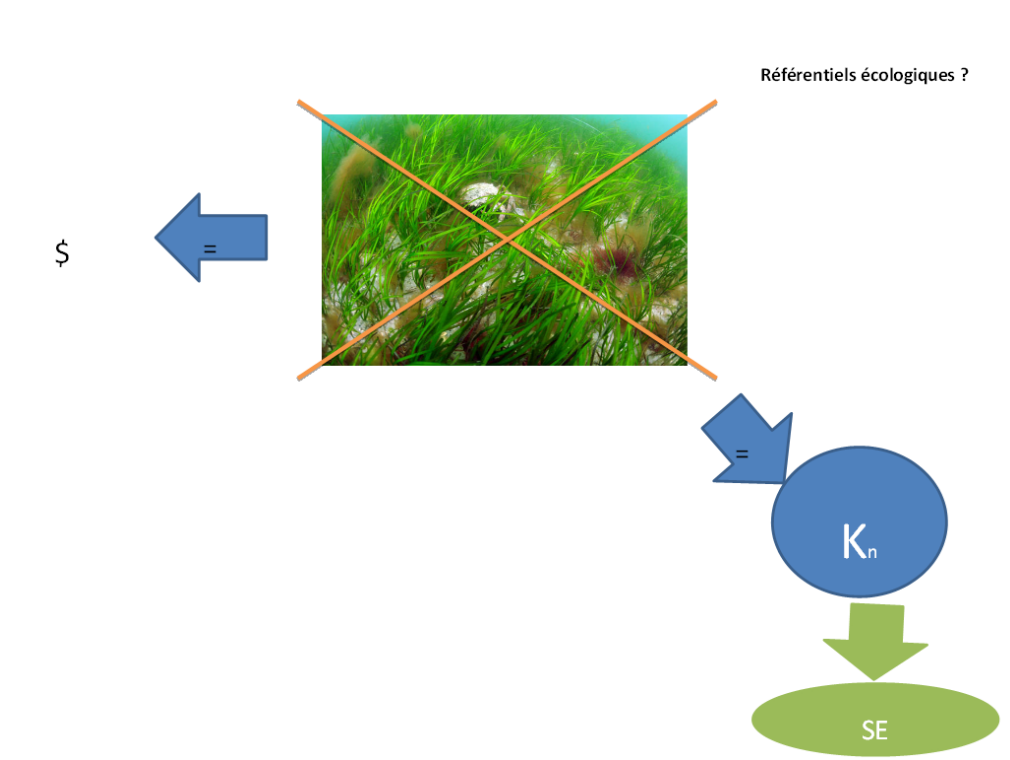 Référentiels écologiques ?
$
=
=
Kn
SE